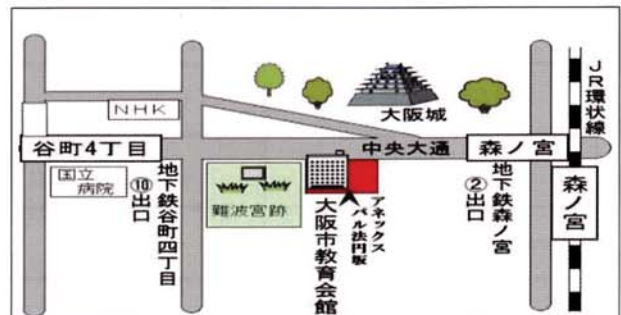 JR環状線
NHK
大阪城
谷町4丁目
中央大通
森ノ宮
国立
病院
地下鉄谷町四丁目
⑩出口
難波宮跡
大阪市教育会館
アネックス
パル法円坂
地下鉄森ノ宮
②出口
森ノ宮